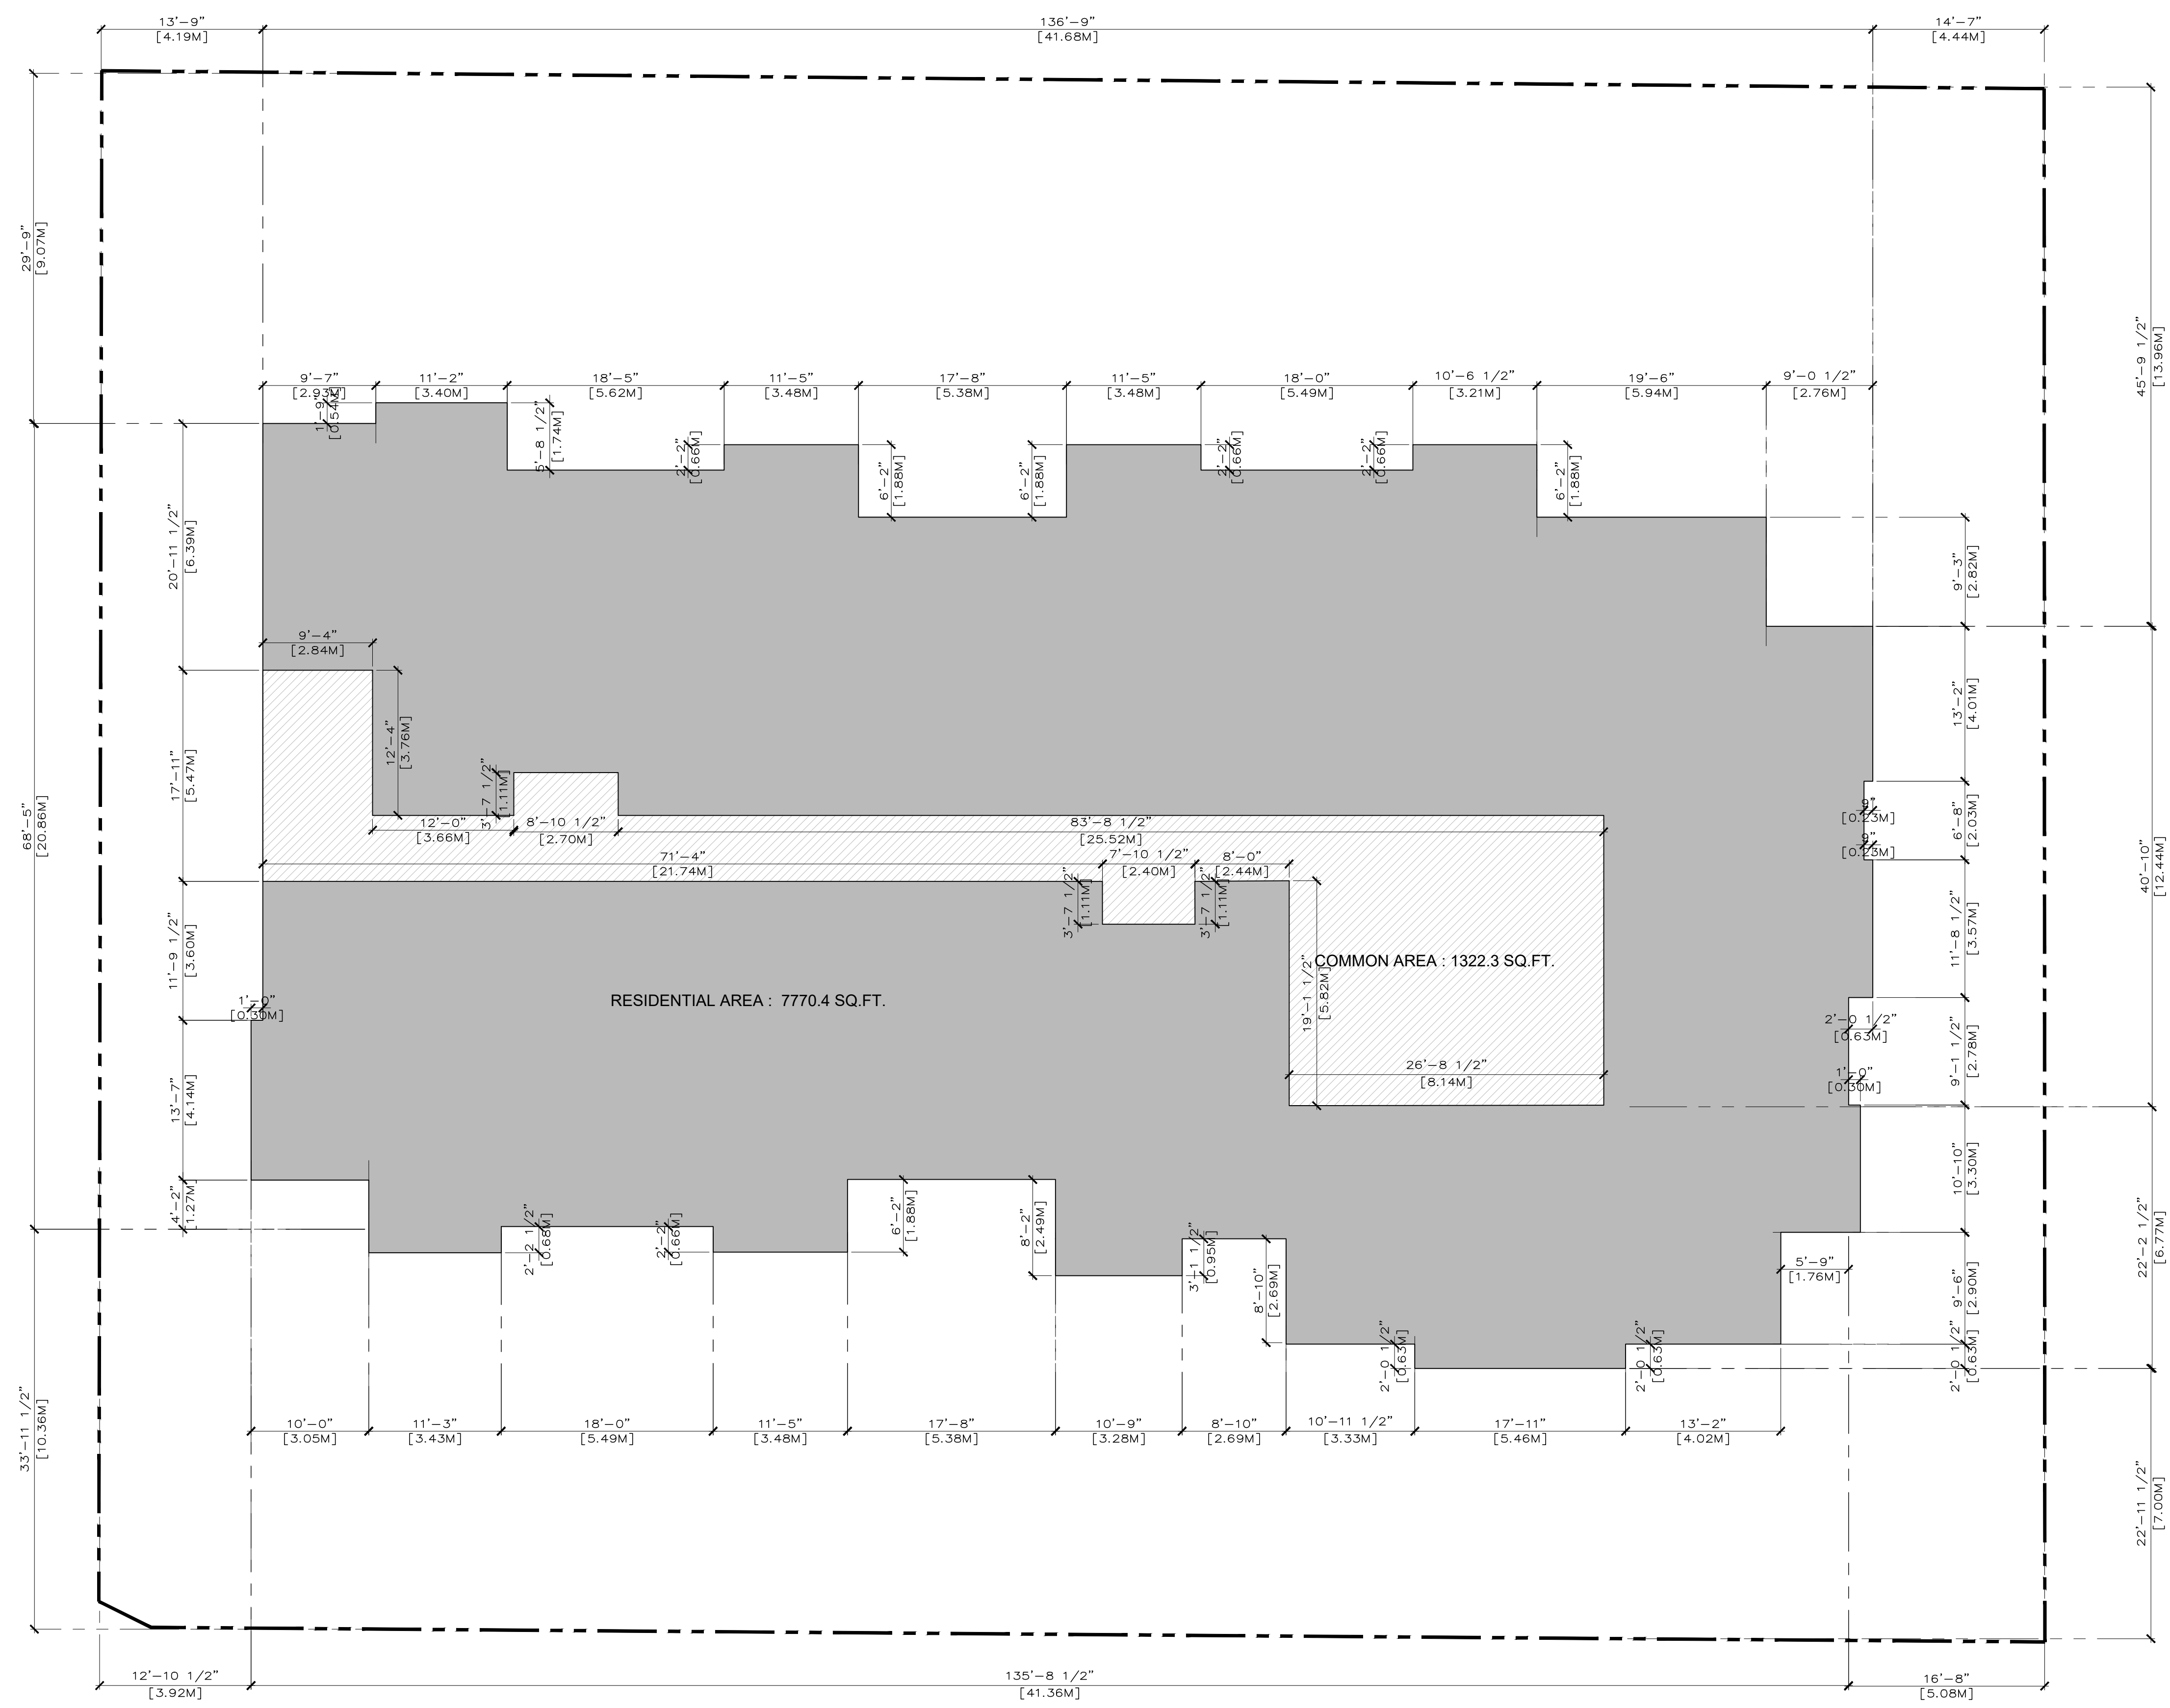 13'-9"
[4.19M]
136'-9"
[41.68M]
14'-7"
[4.44M]
29'-9"
[9.07M]
45'-9 1/2"
[13.96M]
9'-7"
[2.93M]
11'-2"
[3.40M]
18'-5"
[5.62M]
11'-5"
[3.48M]
17'-8"
[5.38M]
11'-5"
[3.48M]
18'-0"
[5.49M]
10'-6 1/2"
[3.21M]
19'-6"
[5.94M]
9'-0 1/2"
[2.76M]
1'-9"
[0.54M]
5'-8 1/2"
[1.74M]
2'-2"
[0.66M]
6'-2"
[1.88M]
6'-2"
[1.88M]
2'-2"
[0.66M]
2'-2"
[0.66M]
6'-2"
[1.88M]
20'-11 1/2"
[6.39M]
9'-3"
[2.82M]
9'-4"
[2.84M]
13'-2"
[4.01M]
12'-4"
[3.76M]
17'-11"
[5.47M]
3'-7 1/2"
[1.11M]
68'-5"
[20.86M]
12'-0"
[3.66M]
8'-10 1/2"
[2.70M]
83'-8 1/2"
[25.52M]
9"
[0.23M]
9"
[0.23M]
6'-8"
[2.03M]
40'-10"
[12.44M]
71'-4"
[21.74M]
7'-10 1/2"
[2.40M]
8'-0"
[2.44M]
3'-7 1/2"
[1.11M]
3'-7 1/2"
[1.11M]
11'-9 1/2"
[3.60M]
11'-8 1/2"
[3.57M]
COMMON AREA : 1322.3 SQ.FT.
19'-1 1/2"
[5.82M]
RESIDENTIAL AREA :  7770.4 SQ.FT.
1'-0"
[0.30M]
2'-0 1/2"
[0.63M]
9'-1 1/2"
[2.78M]
26'-8 1/2"
[8.14M]
1'-0"
[0.30M]
13'-7"
[4.14M]
10'-10"
[3.30M]
4'-2"
[1.27M]
2'-2 1/2"
[0.68M]
2'-2"
[0.66M]
6'-2"
[1.88M]
8'-2"
[2.49M]
3'-1 1/2"
[0.95M]
8'-10"
[2.69M]
22'-2 1/2"
[6.77M]
5'-9"
[1.76M]
9'-6"
[2.90M]
2'-0 1/2"
[0.63M]
2'-0 1/2"
[0.63M]
2'-0 1/2"
[0.63M]
33'-11 1/2"
[10.36M]
10'-0"
[3.05M]
11'-3"
[3.43M]
18'-0"
[5.49M]
11'-5"
[3.48M]
17'-8"
[5.38M]
10'-9"
[3.28M]
8'-10"
[2.69M]
10'-11 1/2"
[3.33M]
17'-11"
[5.46M]
13'-2"
[4.02M]
22'-11 1/2"
[7.00M]
12'-10 1/2"
[3.92M]
135'-8 1/2"
[41.36M]
16'-8"
[5.08M]